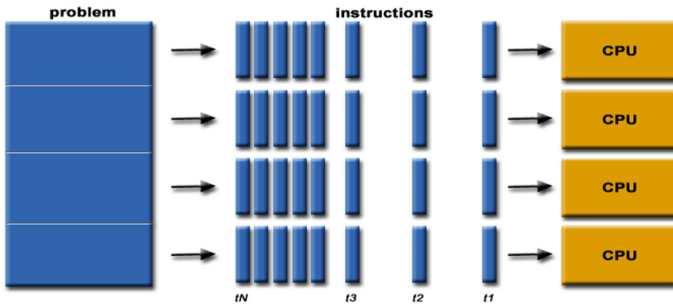 problem
instructions
CPU
CPU
CPU
CPU
tN t3 t2 t1